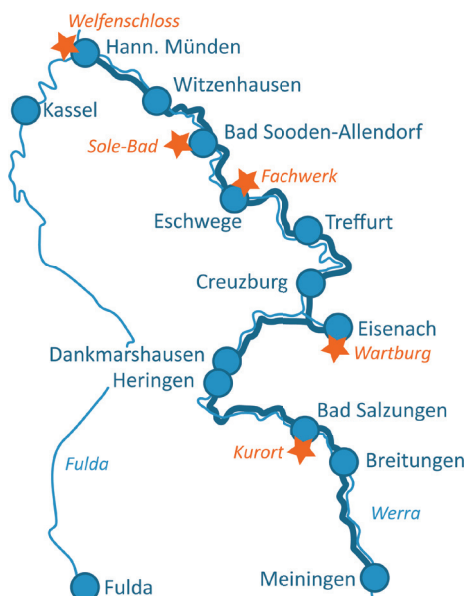 Welfenschloss
Hann. Münden
Witzenhausen
Kassel
Bad Sooden-Allendorf
Sole-Bad
Fachwerk
Eschwege
Treffurt
Creuzburg
Eisenach
Wartburg
Dankmarshausen
Heringen
Bad Salzungen
Kurort
Breitungen
Fulda
Werra
Meiningen
Fulda